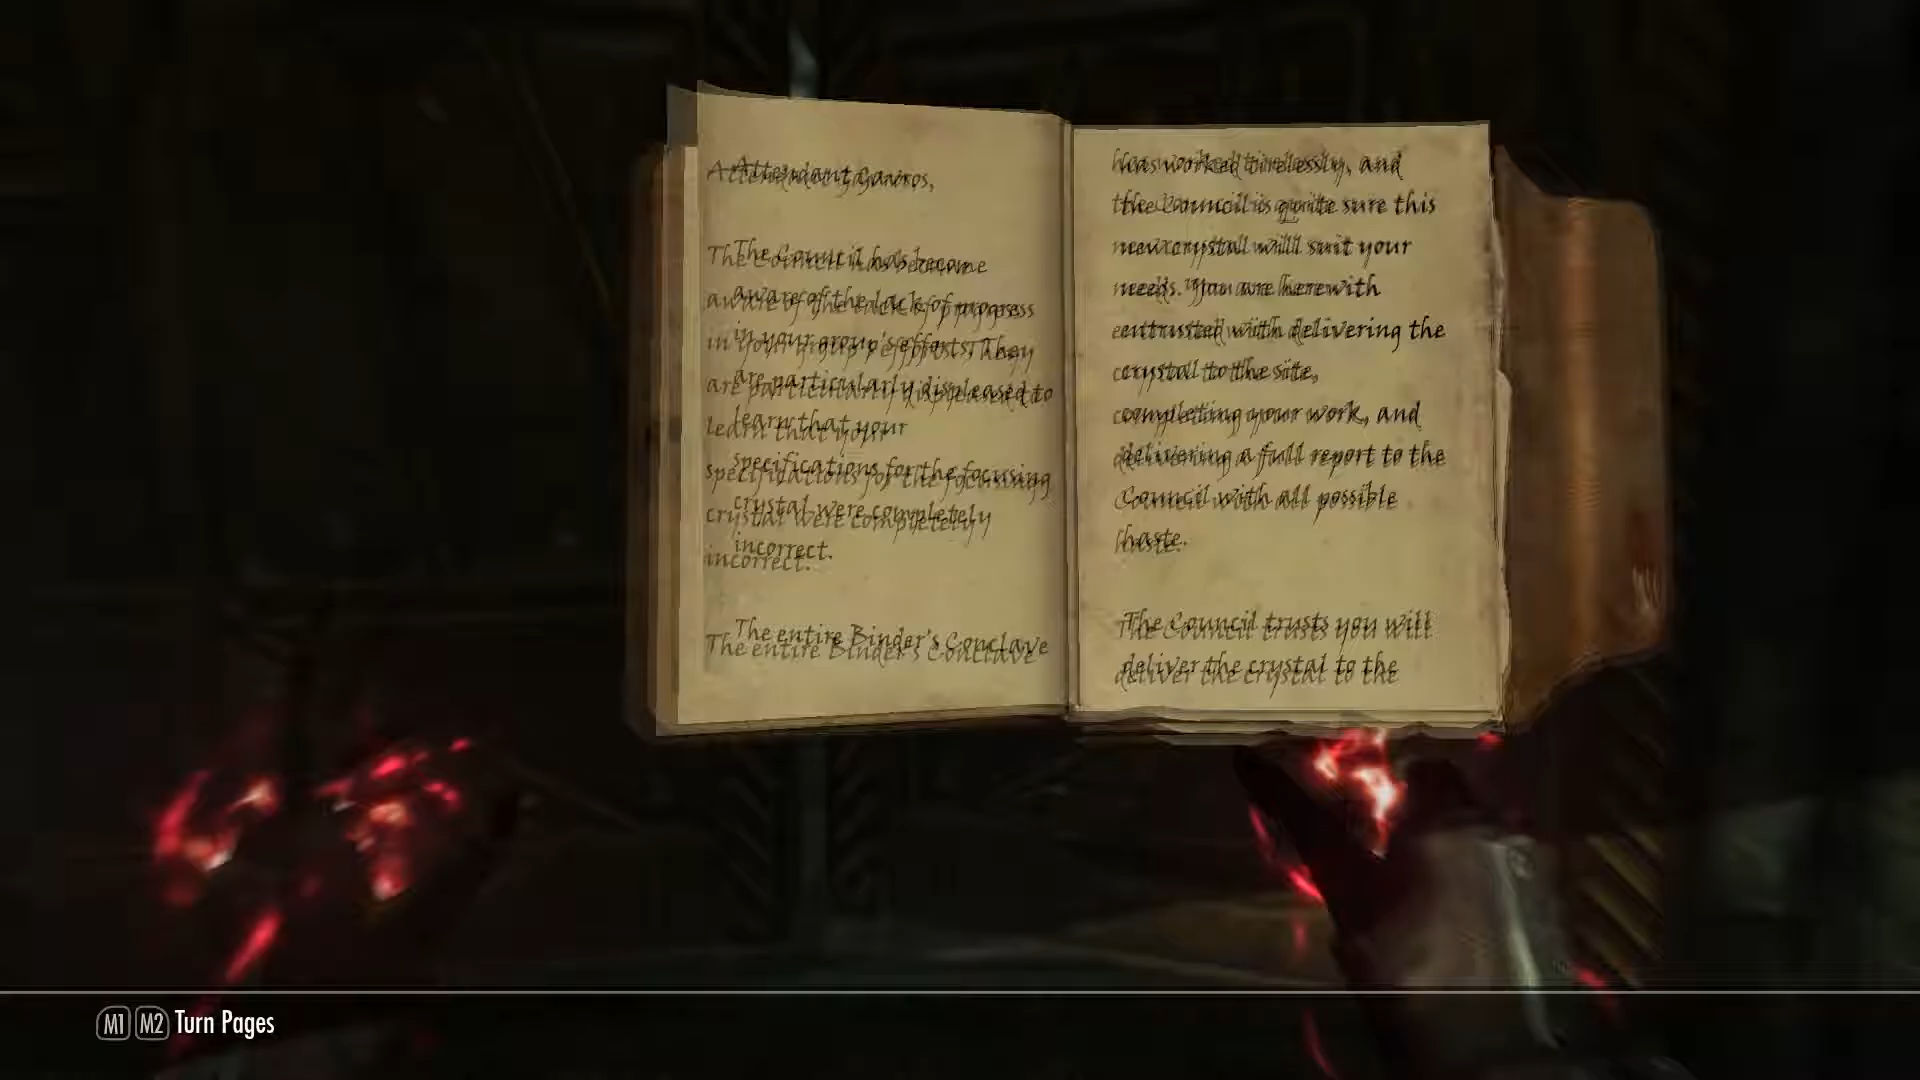 Attendant Gavros,
The Council has become
aware of the lack of progress
in your group's efforts. They
are particularly displeased to
learn that your
specifications for the focusing
crystal were completely
incorrect.
The entire Binder's Conclave
has worked tirelessly, and
the Council is quite sure this
new crystal will suit your
needs. You are herewith
entrusted with delivering the
crystal to the site,
completing your work, and
delivering a full report to the
Council with all possible
haste.
The Council trusts you will
deliver the crystal to the
M1 M2 Turn Pages